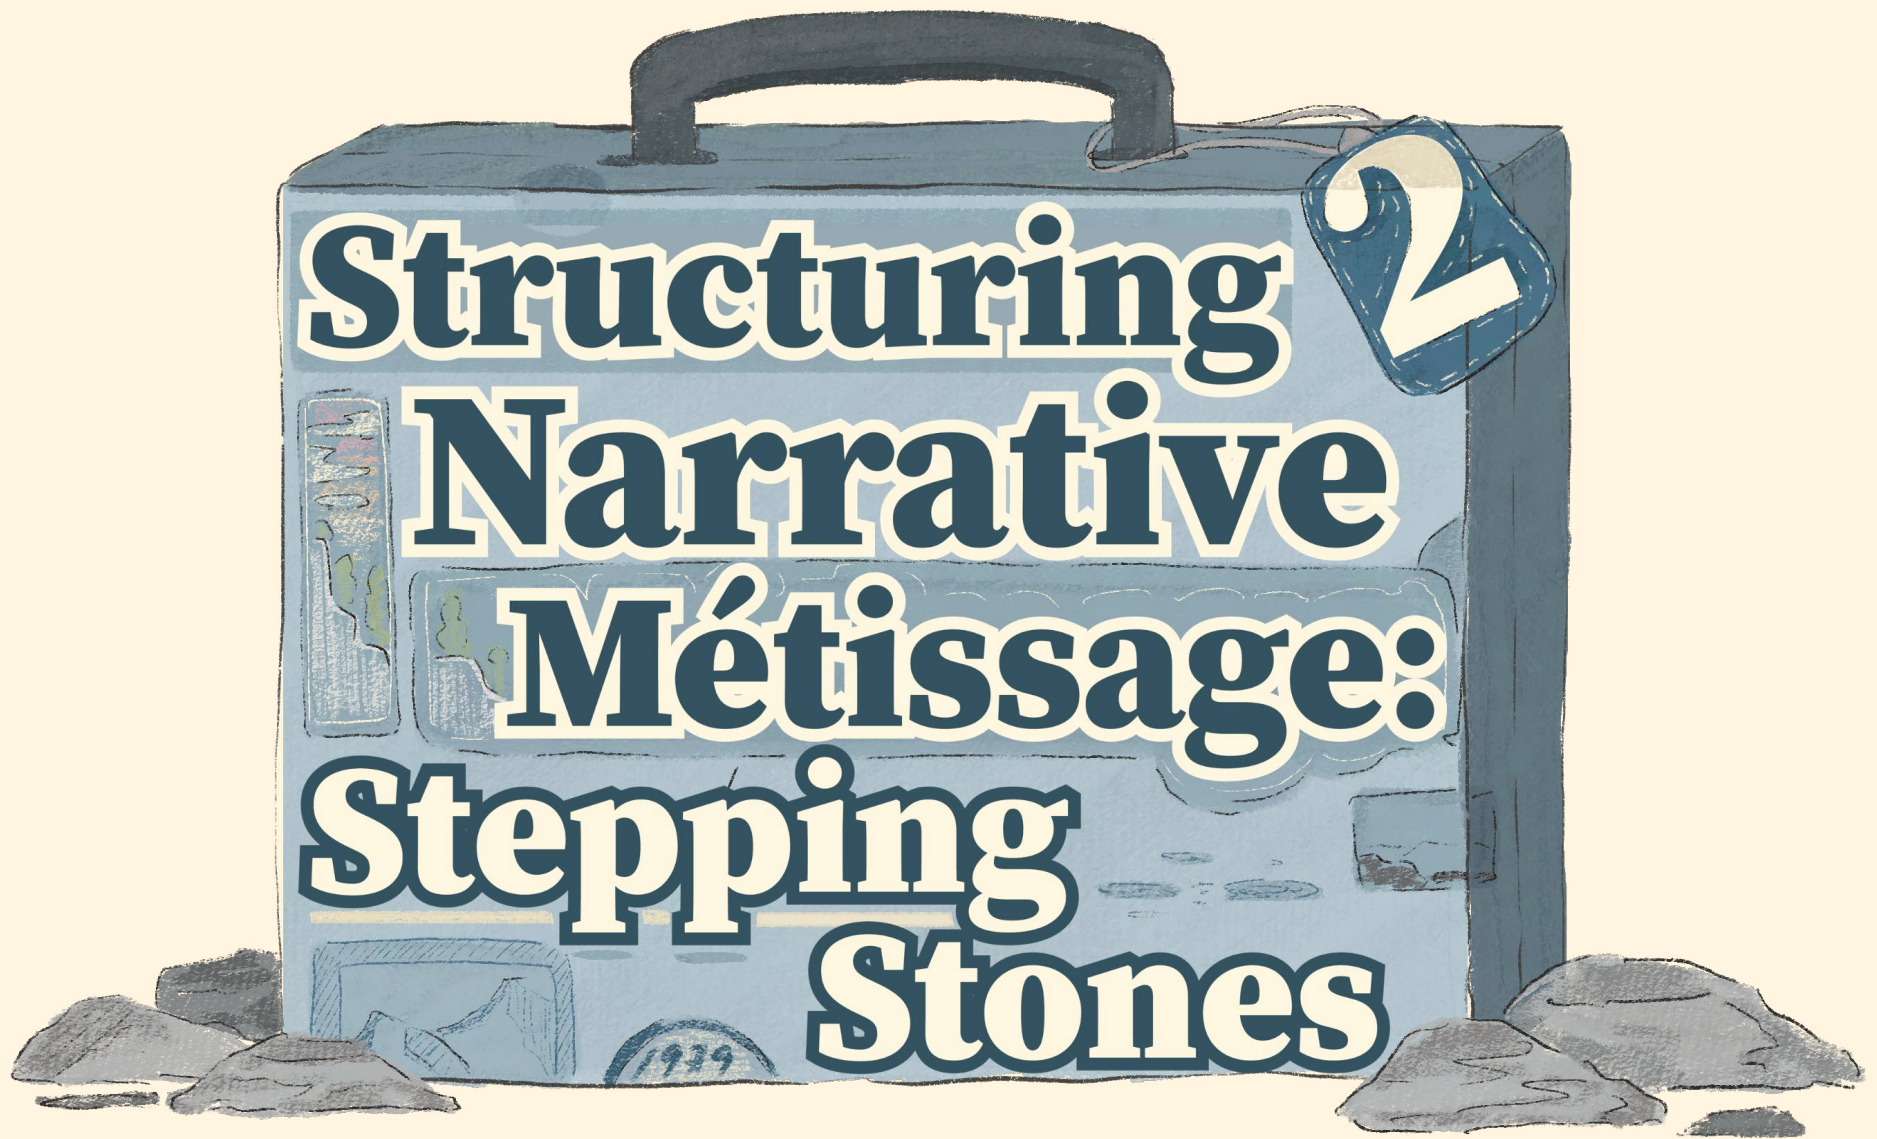 2
Structuring
Narrative
Métissage:
Stepping
Stones
1939